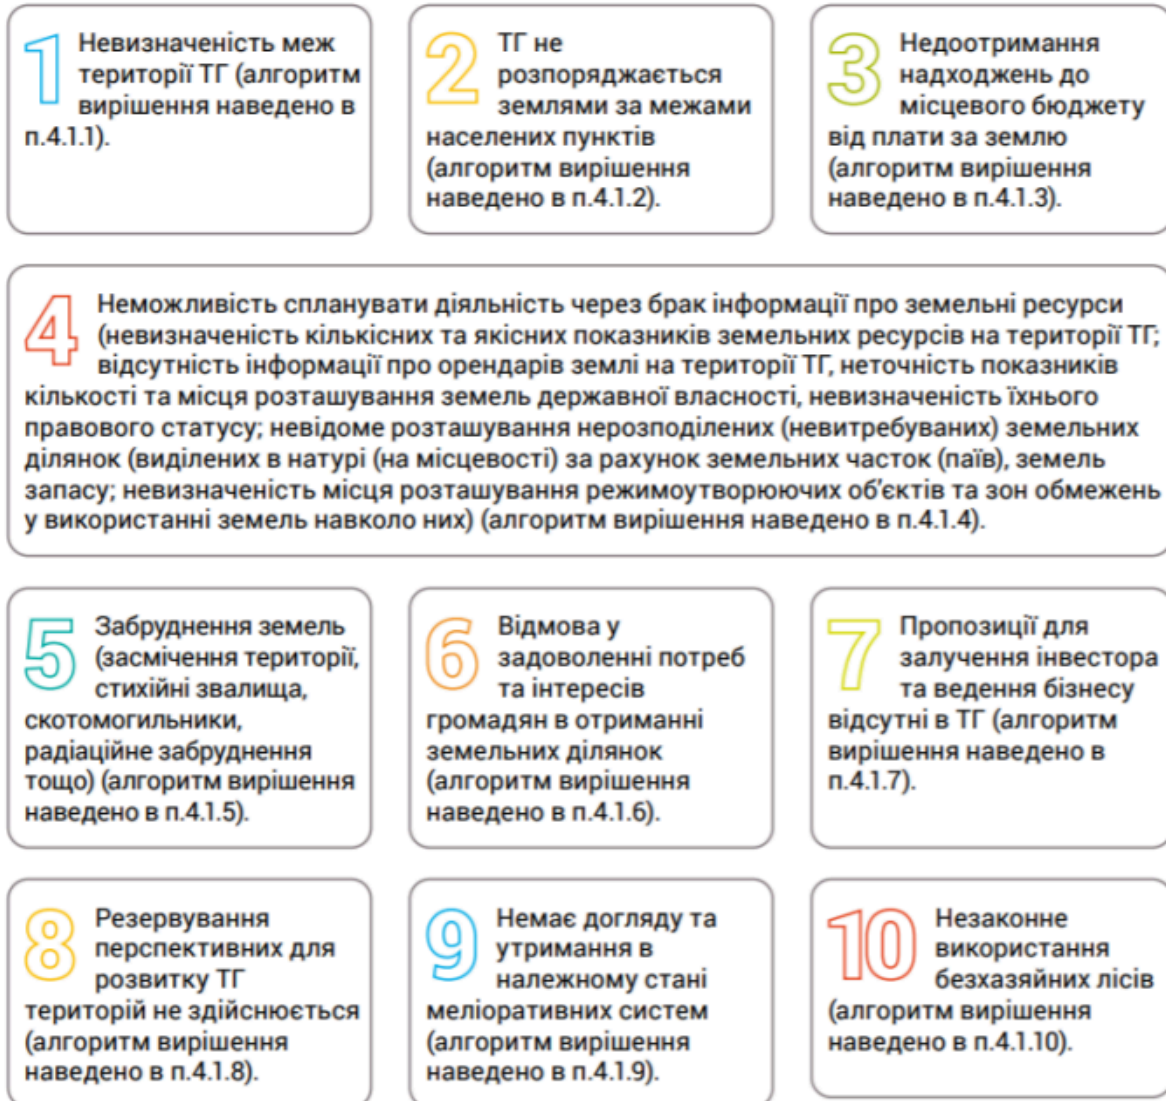 1 Невизначеність меж
території ТГ (алгоритм
вирішення наведено в
п.4.1.1).
2 ТГ не
розпоряджається
землями за межами
населених пунктів
(алгоритм вирішення
наведено в п.4.1.2).
3 Недоотримання
надходжень до
місцевого бюджету
від плати за землю
(алгоритм вирішення
наведено в п.4.1.3).
4 Неможливість спланувати діяльність через брак інформації про земельні ресурси
(невизначеність кількісних та якісних показників земельних ресурсів на території ТГ;
відсутність інформації про орендарів землі на території ТГ, неточність показників
кількості та місця розташування земель державної власності, невизначеність їхнього
правового статусу; невідоме розташування нерозподілених (невитребуваних) земельних
ділянок (виділених в натурі (на місцевості) за рахунок земельних часток (паїв), земель
запасу; невизначеність місця розташування режимоутворюючих об’єктів та зон обмежень
у використанні земель навколо них) (алгоритм вирішення наведено в п.4.1.4).
5 Забруднення земель
(засмічення території,
стихійні звалища,
скотомогильники,
радіаційне забруднення
тощо) (алгоритм вирішення
наведено в п.4.1.5).
6 Відмова у
задоволенні потреб
та інтересів
громадян в отриманні
земельних ділянок
(алгоритм вирішення
наведено в п.4.1.6).
7 Пропозиції для
залучення інвестора
та ведення бізнесу
відсутні в ТГ (алгоритм
вирішення наведено в
п.4.1.7).
8 Резервування
перспективних для
розвитку ТГ
територій не здійснюється
(алгоритм вирішення
наведено в п.4.1.8).
9 Немає догляду та
утримання в
належному стані
меліоративних систем
(алгоритм вирішення
наведено в п.4.1.9).
10 Незаконне
використання
безхазяйних лісів
(алгоритм вирішення
наведено в п.4.1.10).